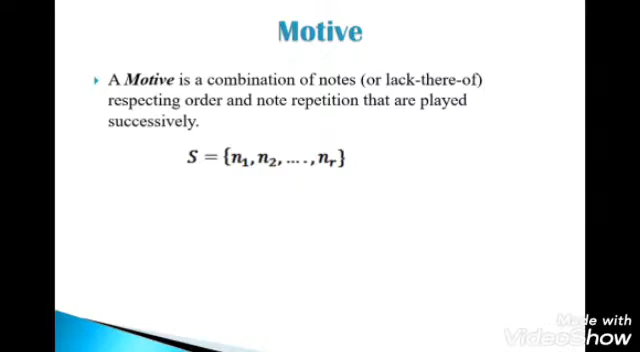 Motive
A Motive is a combination of notes (or lack-there-of)
respecting order and note repetition that are played
successively.
S = {n₁, n₂, .... , nᵣ}
Made with
VideoShow